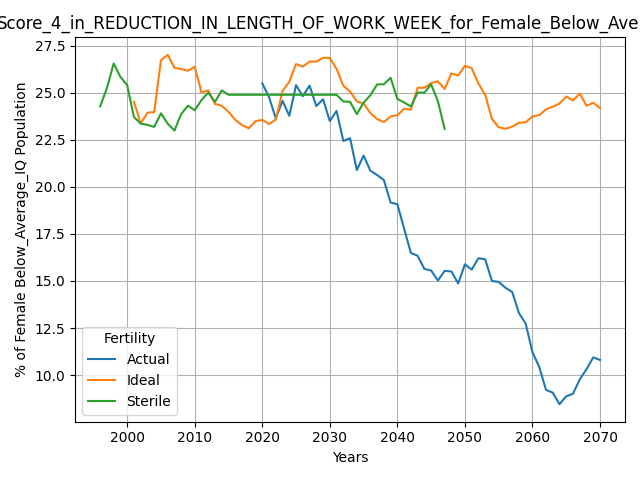 Score_4_in_REDUCTION_IN_LENGTH_OF_WORK_WEEK_for_Female_Below_Ave
% of Female Below_Average_IQ Population
27.5
25.0
22.5
20.0
17.5
15.0
12.5
10.0
Fertility
Actual
Ideal
Sterile
2000 2010 2020 2030 2040 2050 2060 2070
Years